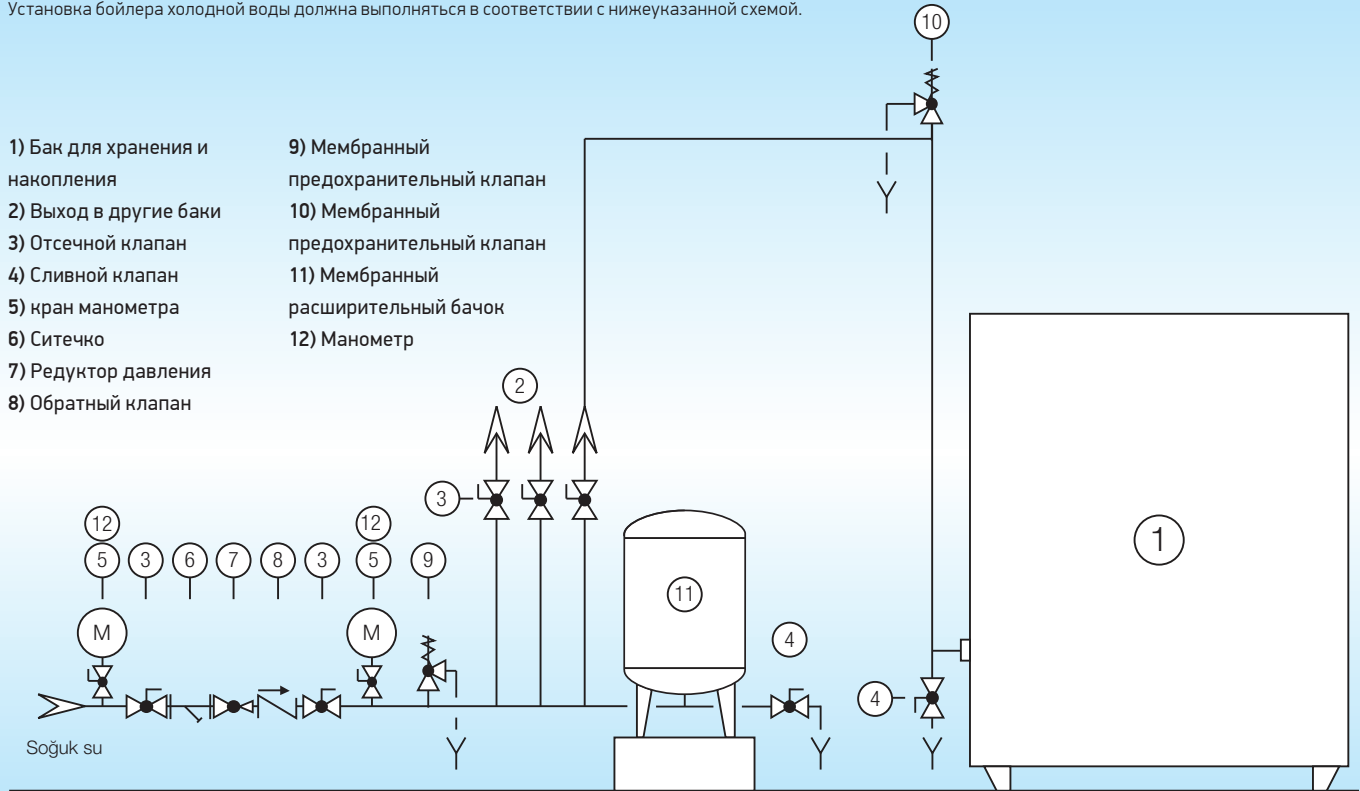 Установка бойлера холодной воды должна выполняться в соответствии с нижеуказанной схемой.
1) Бак для хранения и
накопления
2) Выход в другие баки
3) Отсечной клапан
4) Сливной клапан
5) кран манометра
6) Ситечко
7) Редуктор давления
8) Обратный клапан
9) Мембранный
предохранительный клапан
10) Мембранный
предохранительный клапан
11) Мембранный
расширительный бачок
12) Манометр
10
2
3
12
12
5
3
6
7
8
3
5
9
11
1
4
M
M
4
Soğuk su